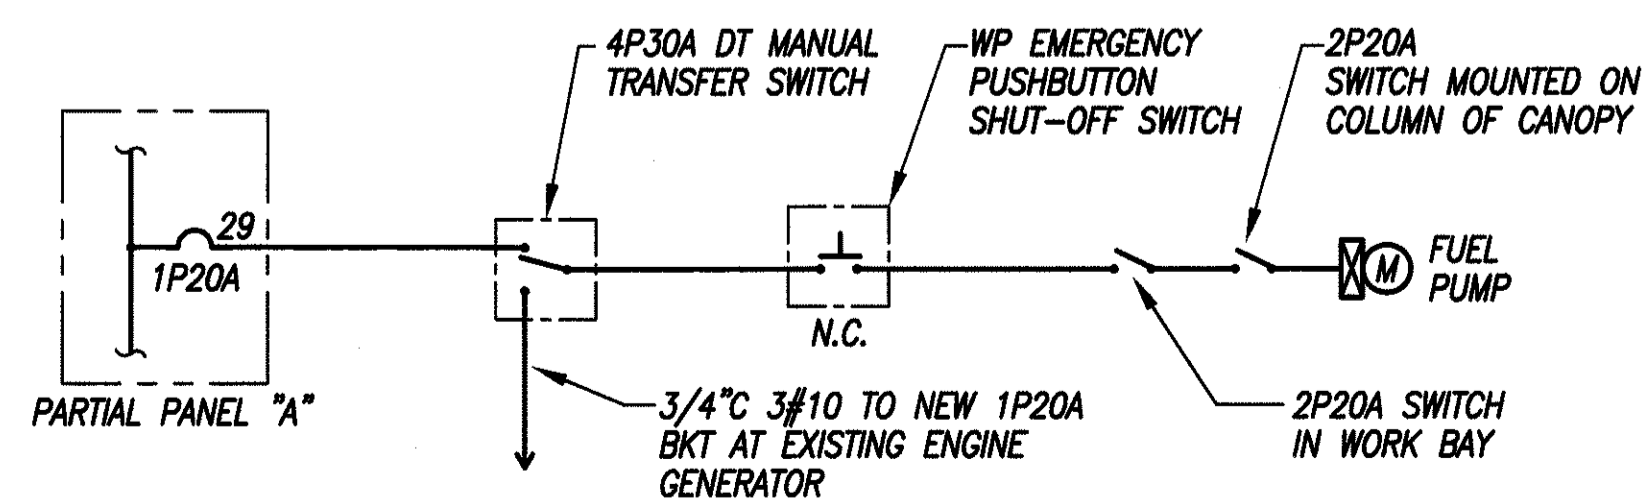 4P30A DT MANUAL
TRANSFER SWITCH
WP EMERGENCY
PUSHBUTTON
SHUT-OFF SWITCH
2P20A
SWITCH MOUNTED ON
COLUMN OF CANOPY
29
1P20A
M
FUEL
PUMP
N.C.
PARTIAL PANEL "A"
3/4"C 3#10 TO NEW 1P20A
BKT AT EXISTING ENGINE
GENERATOR
2P20A SWITCH
IN WORK BAY